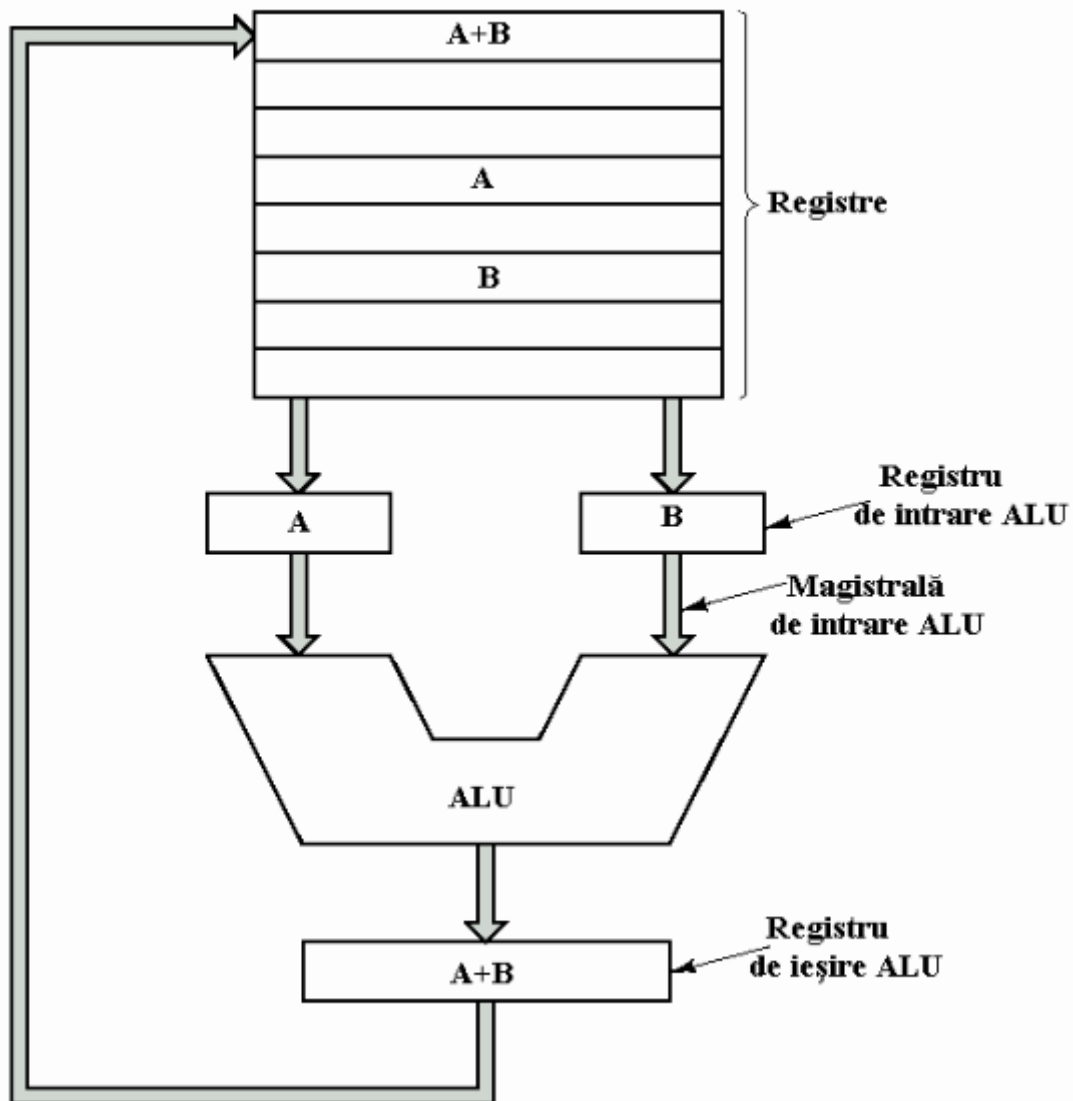 A+B
A
Registre
B
A
B
Registru
de intrare ALU
Magistrală
de intrare ALU
ALU
Registru
de ieșire ALU
A+B